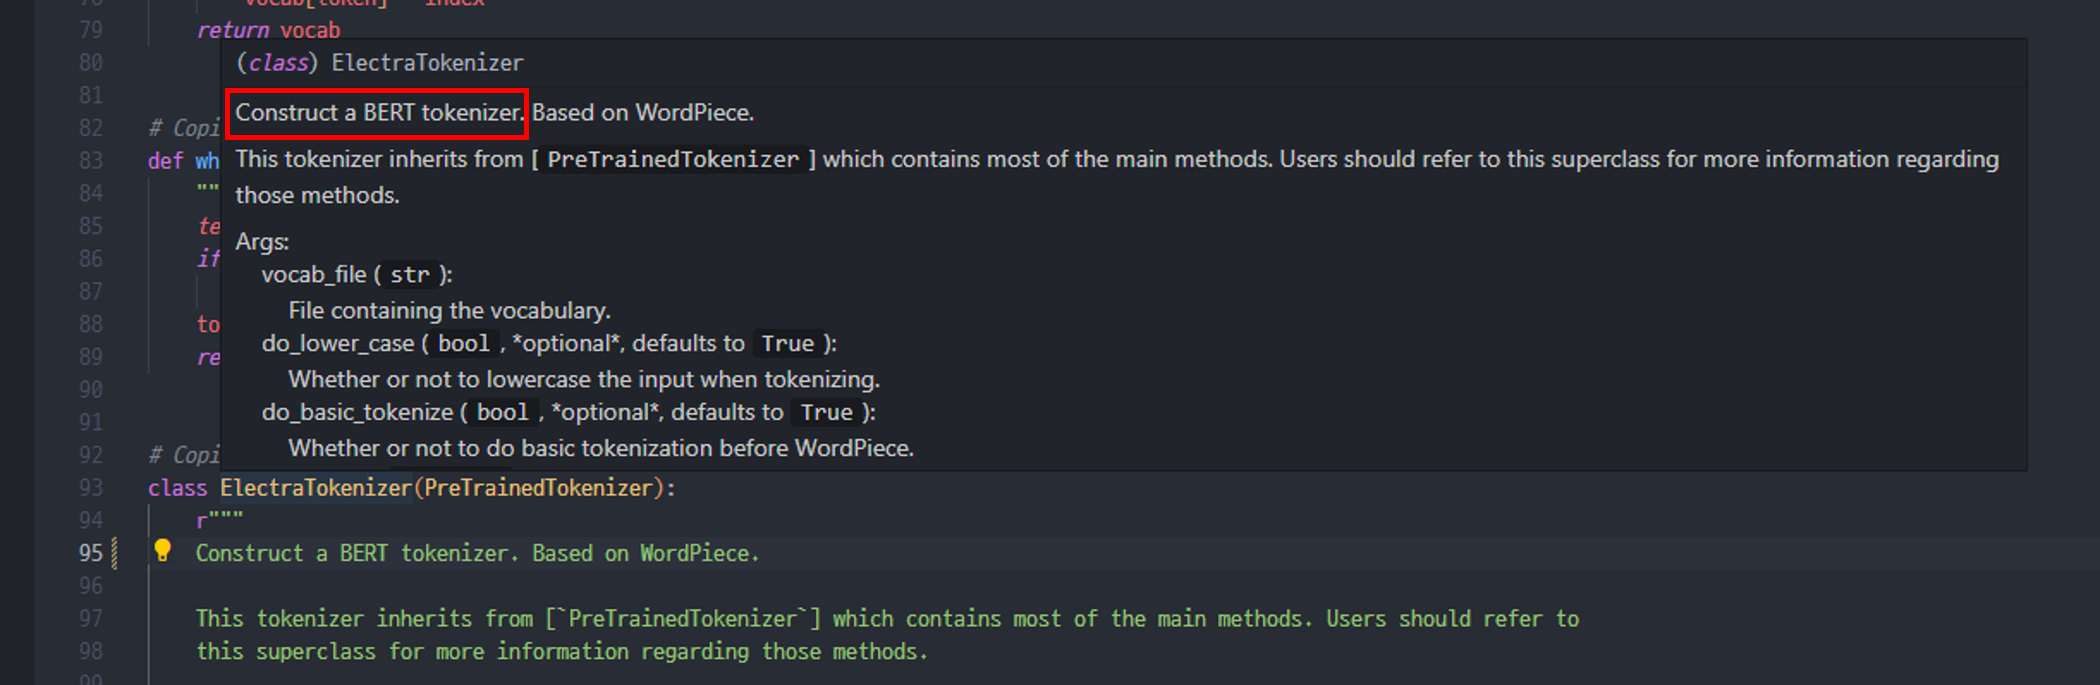 78 vocab[token] = index
79 return vocab
80 (class) ElectraTokenizer
81
Construct a BERT tokenizer. Based on WordPiece.
82 # Copi
83 def wh
This tokenizer inherits from [ PreTrainedTokenizer ] which contains most of the main methods. Users should refer to this superclass for more information regarding
84 ""
those methods.
85 te
Args:
86 if
vocab_file ( str ):
87
File containing the vocabulary.
88 to
do_lower_case ( bool , *optional*, defaults to True ):
89 re
Whether or not to lowercase the input when tokenizing.
90
do_basic_tokenize ( bool , *optional*, defaults to True ):
91
Whether or not to do basic tokenization before WordPiece.
92 # Copi
93 class ElectraTokenizer(PreTrainedTokenizer):
94 r"""
95 Construct a BERT tokenizer. Based on WordPiece.
96
97 This tokenizer inherits from [`PreTrainedTokenizer`] which contains most of the main methods. Users should refer to
98 this superclass for more information regarding those methods.
99